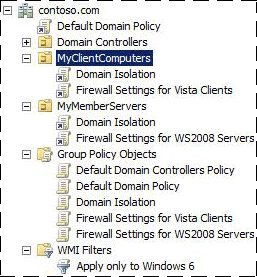 contoso.com
Default Domain Policy
Domain Controllers
MyClientComputers
Domain Isolation
Firewall Settings for Vista Clients
MyMemberServers
Domain Isolation
Firewall Settings for WS2008 Servers
Group Policy Objects
Default Domain Controllers Policy
Default Domain Policy
Domain Isolation
Firewall Settings for Vista Clients
Firewall Settings for WS2008 Servers
WMI Filters
Apply only to Windows 6